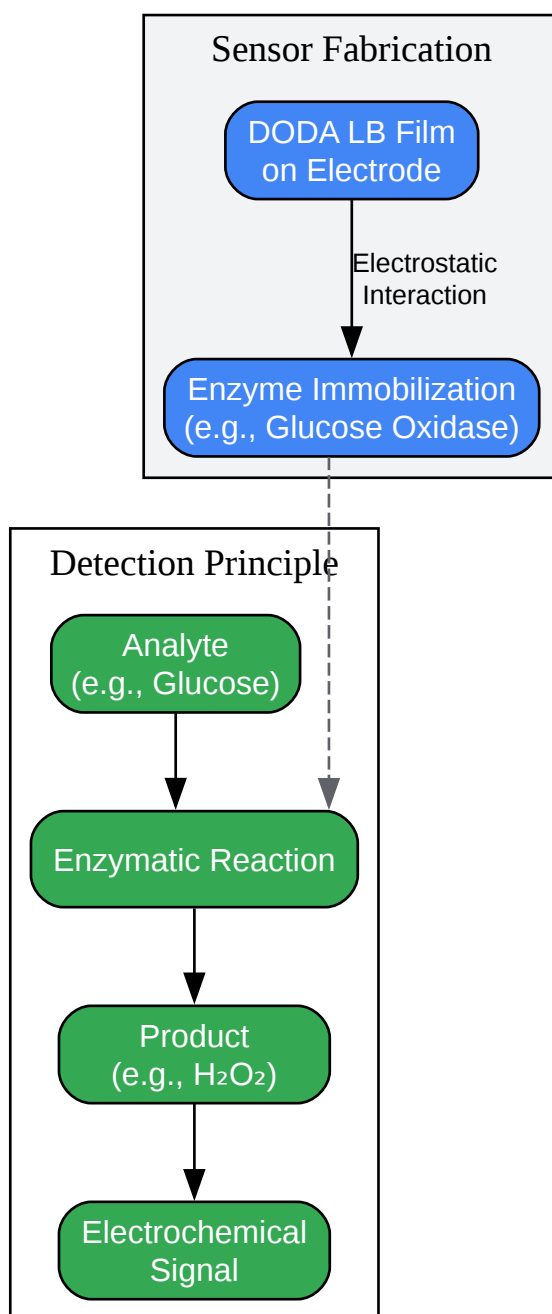 Sensor Fabrication
DODA LB Film
on Electrode
Electrostatic
Interaction
Enzyme Immobilization
(e.g., Glucose Oxidase)
Detection Principle
Analyte
(e.g., Glucose)
Enzymatic Reaction
Product
(e.g., H₂O₂)
Electrochemical
Signal